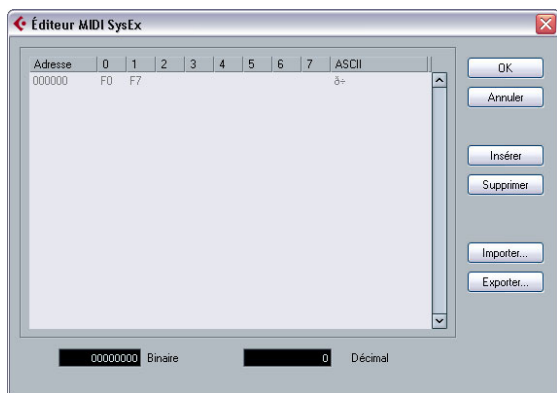 Éditeur MIDI SysEx
Adresse 0 1 2 3 4 5 6 7 ASCII
000000 F0 F7 ð÷
OK
Annuler
Insérer
Supprimer
Importer...
Exporter...
00000000 Binaire 0 Décimal